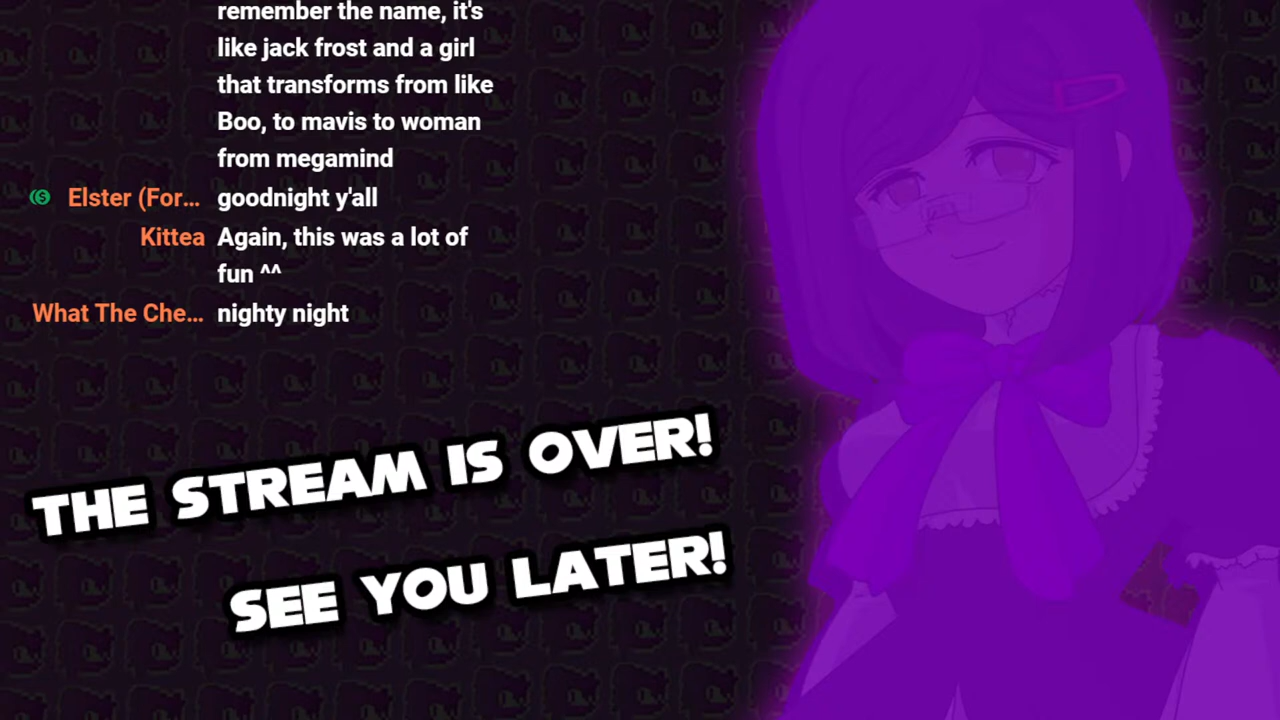 remember the name, it's
like jack frost and a girl
that transforms from like
Boo, to mavis to woman
from megamind
Elster (For... goodnight y'all
Kittea Again, this was a lot of
fun ^^
What The Che... nighty night
THE STREAM IS OVER!
SEE YOU LATER!